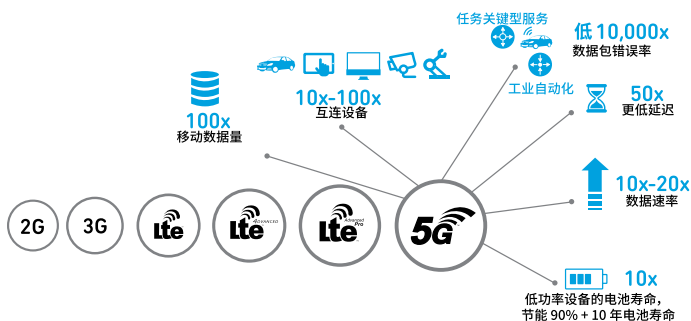 任务关键型服务
低 10,000x
数据包错误率
工业自动化
10x-100x
互连设备
50x
更低延迟
100x
移动数据量
10x-20x
数据速率
2G
3G
LTE
LTE
4 ADVANCED
LTE
Advanced
Pro
5G
10x
低功率设备的电池寿命，
节能 90% + 10 年电池寿命